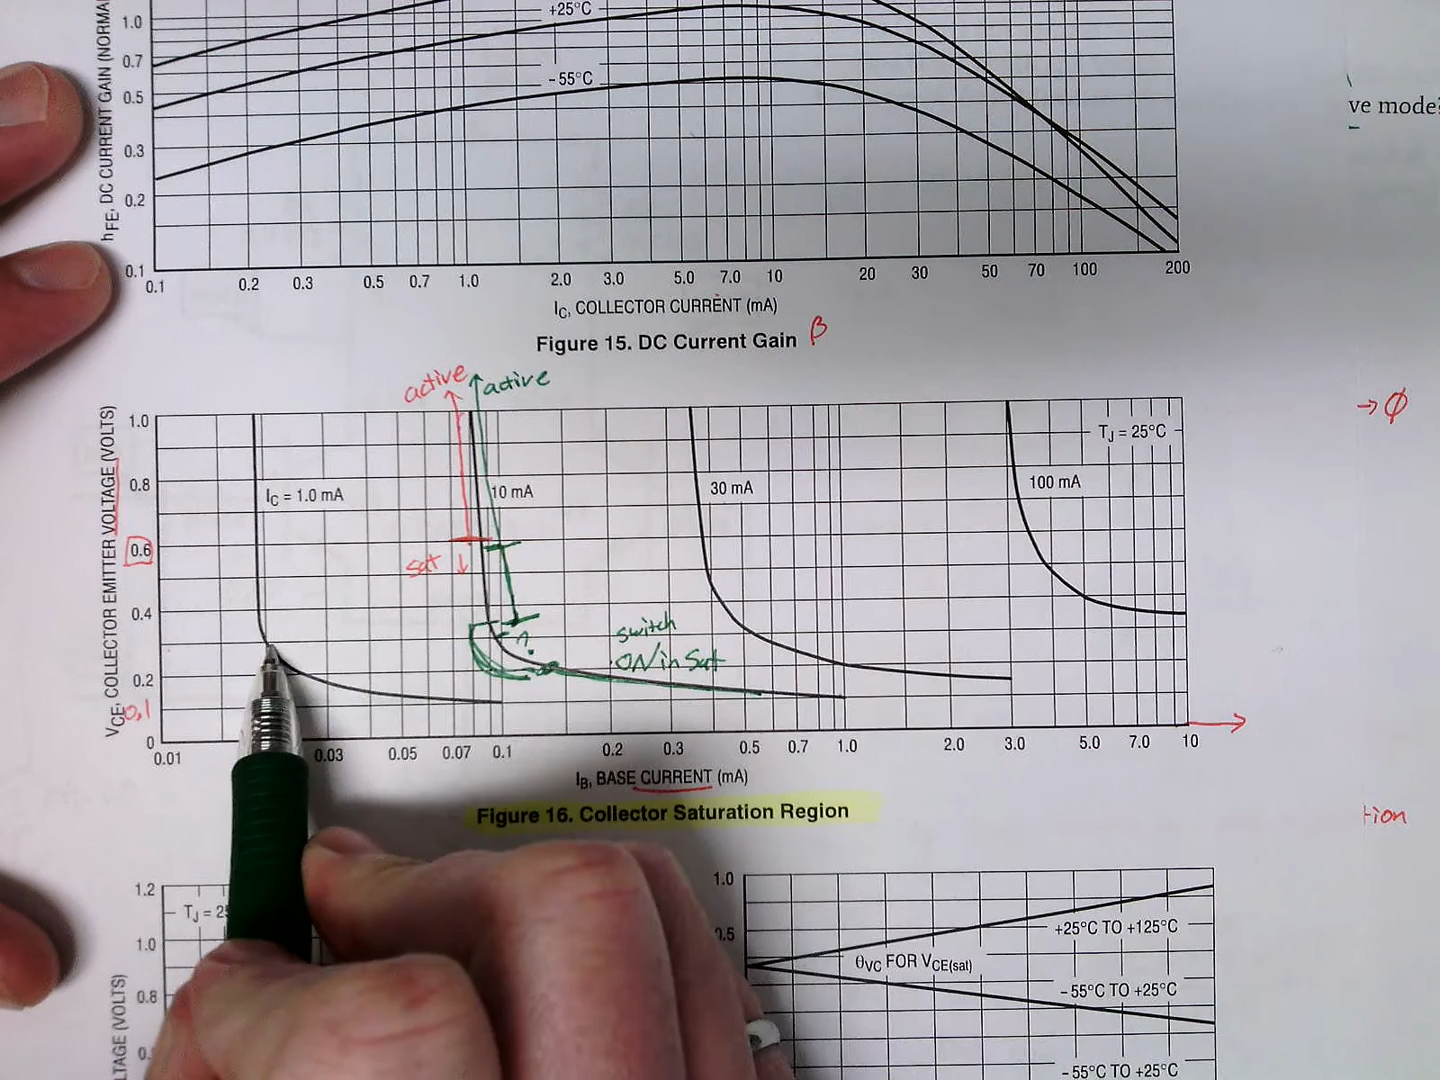 hFE, DC CURRENT GAIN (NORMA
1.0
0.7
0.5
0.3
0.2
0.1
+25°C
-55°C
0.1 0.2 0.3 0.5 0.7 1.0 2.0 3.0 5.0 7.0 10 20 30 50 70 100 200
IC, COLLECTOR CURRENT (mA)
Figure 15. DC Current Gain β
ve mode?
active active
→ φ
VCE, COLLECTOR EMITTER VOLTAGE (VOLTS)
1.0
0.8
0.6
0.4
0.2
0.1
0
TJ = 25°C
IC = 1.0 mA
10 mA
30 mA
100 mA
sat ↓
?
switch
ON in Sat
0.01 0.03 0.05 0.07 0.1 0.2 0.3 0.5 0.7 1.0 2.0 3.0 5.0 7.0 10
IB, BASE CURRENT (mA)
Figure 16. Collector Saturation Region
tion
1.2
1.0
0.8
0.
TJ = 2
LTAGE (VOLTS)
1.0
0.5
+25°C TO +125°C
θVC FOR VCE(sat)
-55°C TO +25°C
-55°C TO +25°C